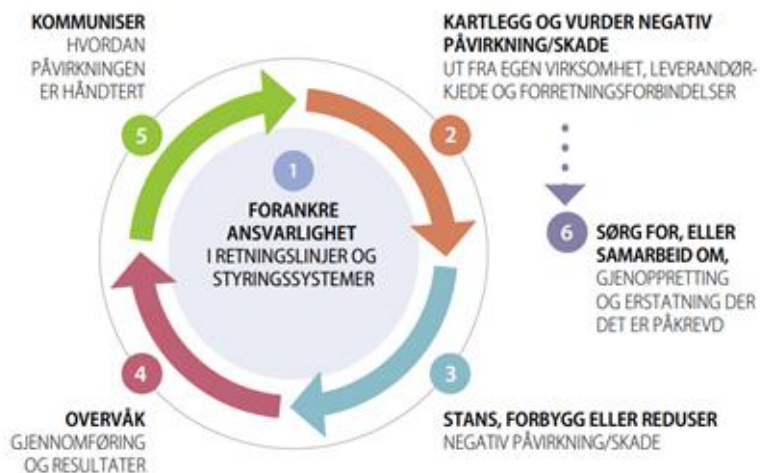 1
FORANKRE
ANSVARLIGHET
I RETNINGSLINJER OG
STYRINGSSYSTEMER
KARTLEGG OG VURDER NEGATIV
PÅVIRKNING/SKADE
UT FRA EGEN VIRKSOMHET, LEVERANDØR-
KJEDE OG FORRETNINGSFORBINDELSER
2
3
STANS, FORBYGG ELLER REDUSER
NEGATIV PÅVIRKNING/SKADE
4
OVERVÅK
GJENNOMFØRING
OG RESULTATER
KOMMUNISER
HVORDAN
PÅVIRKNINGEN
ER HÅNDTERT
5
6
SØRG FOR, ELLER
SAMARBEID OM,
GJENOPPRETTING
OG ERSTATNING DER
DET ER PÅKREVD